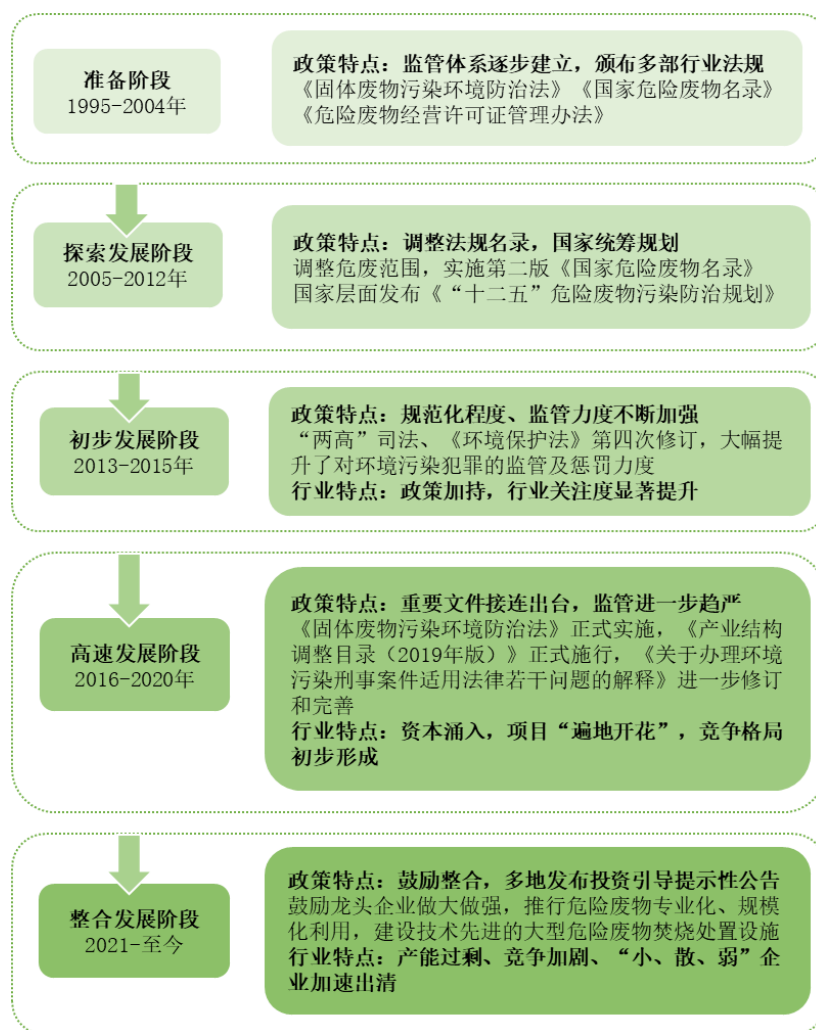 准备阶段
1995-2004年
政策特点：监管体系逐步建立，颁布多部行业法规
《固体废物污染环境防治法》《国家危险废物名录》
《危险废物经营许可证管理办法》
探索发展阶段
2005-2012年
政策特点：调整法规名录，国家统筹规划
调整危废范围，实施第二版《国家危险废物名录》
国家层面发布《“十二五”危险废物污染防治规划》
初步发展阶段
2013-2015年
政策特点：规范化程度、监管力度不断加强
“两高”司法、《环境保护法》第四次修订，大幅提
升了对环境污染犯罪的监管及惩罚力度
行业特点：政策加持，行业关注度显著提升
高速发展阶段
2016-2020年
政策特点：重要文件接连出台，监管进一步趋严
《固体废物污染环境防治法》正式实施，《产业结构
调整目录（2019年版）》正式施行，《关于办理环境
污染刑事案件适用法律若干问题的解释》进一步修订
和完善
行业特点：资本涌入，项目“遍地开花”，竞争格局
初步形成
整合发展阶段
2021-至今
政策特点：鼓励整合，多地发布投资引导提示性公告
鼓励龙头企业做大做强，推行危险废物专业化、规模
化利用，建设技术先进的大型危险废物焚烧处置设施
行业特点：产能过剩、竞争加剧、“小、散、弱”企
业加速出清